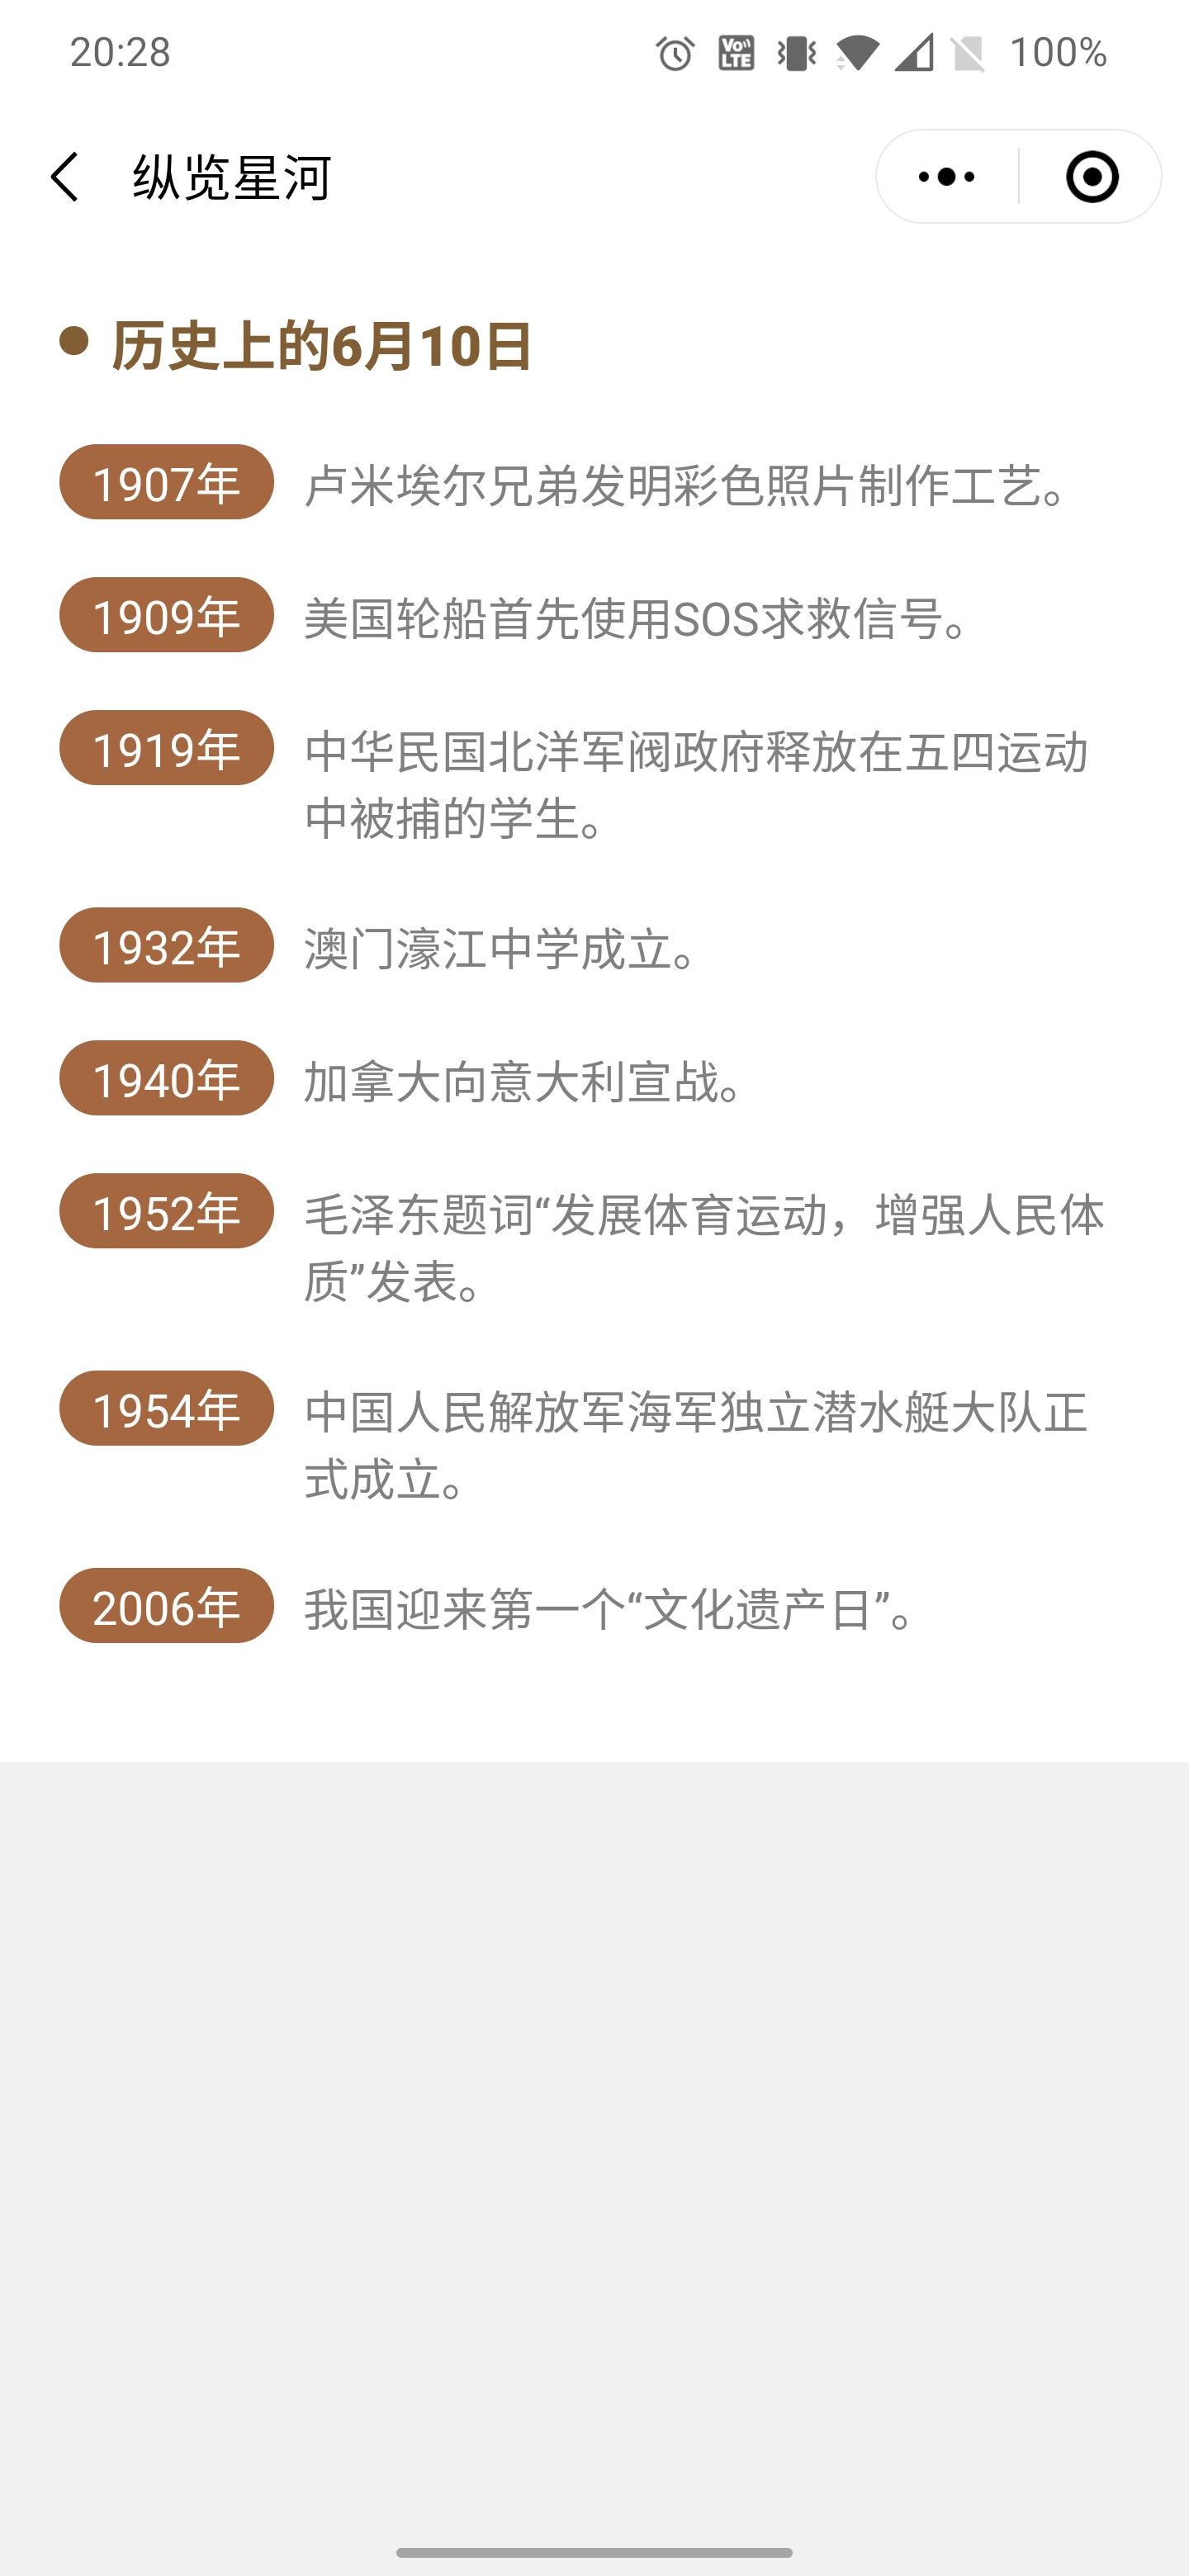 20:28
VoLTE
100%
纵览星河
历史上的6月10日
1907年 卢米埃尔兄弟发明彩色照片制作工艺。
1909年 美国轮船首先使用SOS求救信号。
1919年 中华民国北洋军阀政府释放在五四运动
中被捕的学生。
1932年 澳门濠江中学成立。
1940年 加拿大向意大利宣战。
1952年 毛泽东题词“发展体育运动，增强人民体
质”发表。
1954年 中国人民解放军海军独立潜水艇大队正
式成立。
2006年 我国迎来第一个“文化遗产日”。